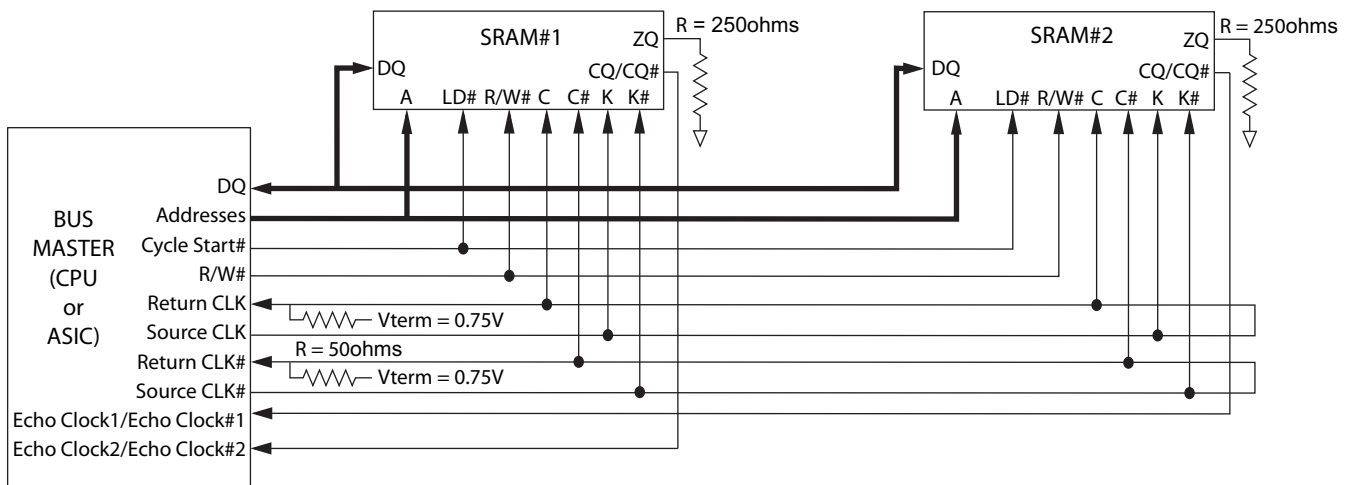 SRAM#1
ZQ
R = 250ohms
DQ
CQ/CQ#
A LD# R/W# C C# K K#
SRAM#2
ZQ
R = 250ohms
DQ
CQ/CQ#
A LD# R/W# C C# K K#
BUS
MASTER
(CPU
or
ASIC)
DQ
Addresses
Cycle Start#
R/W#
Return CLK
Vterm = 0.75V
Source CLK
R = 50ohms
Return CLK#
Vterm = 0.75V
Source CLK#
Echo Clock1/Echo Clock#1
Echo Clock2/Echo Clock#2